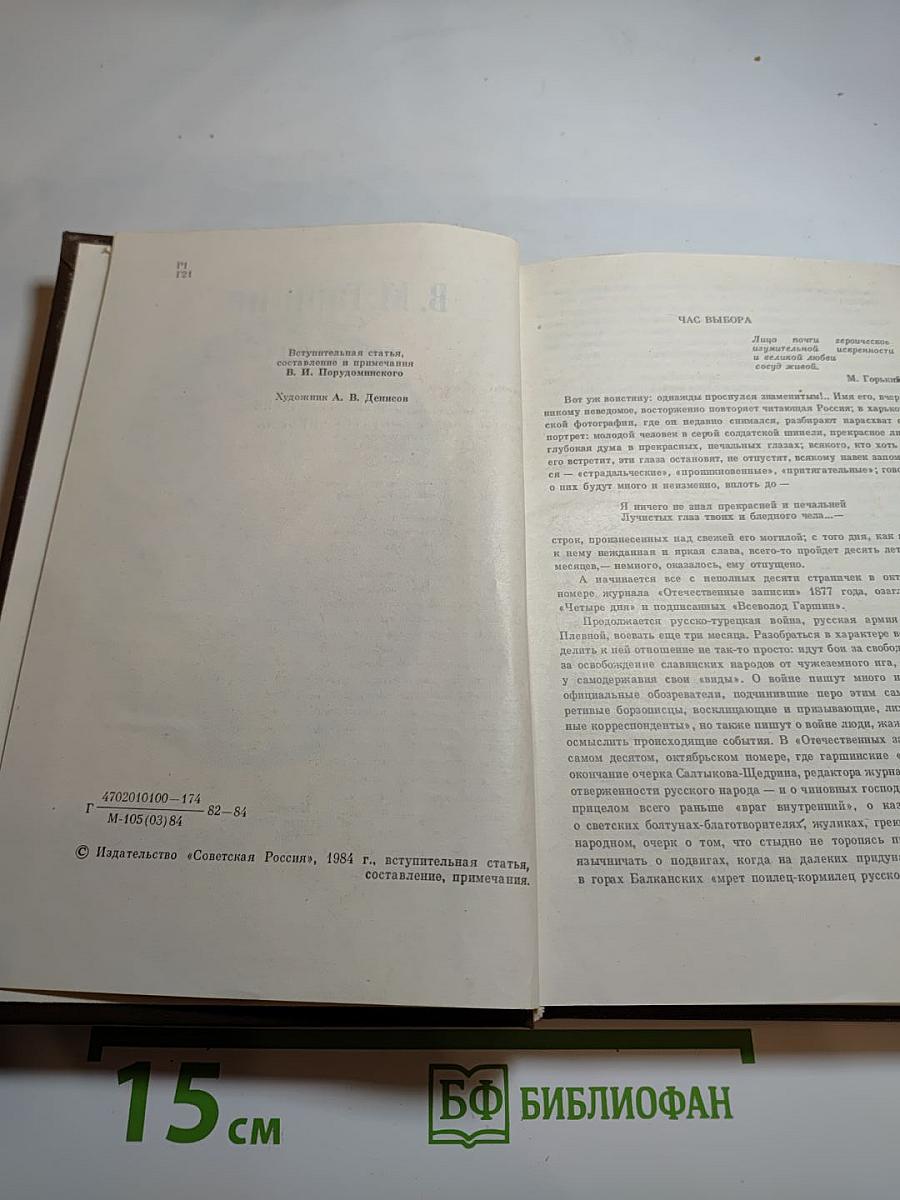 Р1
Г21
Вступительная статья,
составление и примечания
В. И. Порудоминского
Художник А. В. Денисов
Г 4702010100—174 82—84
М-105(03)84
© Издательство «Советская Россия», 1984 г., вступительная статья,
составление, примечания.
ЧАС ВЫБОРА
Лицо почти героическое
изумительной искренности
и великой любви
сосуд живой.
М. Горький
Вот уж воистину: однажды проснулся знаменитым!.. Имя его, вчер
никому неведомое, восторженно повторяет читающая Россия; в харько
ской фотографии, где он недавно снимался, разбирают нарасхват
портрет: молодой человек в серой солдатской шинели, прекрасное ли
глубокая дума в прекрасных, печальных глазах; всякого, кто хоть
его встретит, эти глаза остановят, не отпустят, всякому навек запом
ся — «страдальческие», «проникновенные», «притягательные»; гово
о них будут много и неизменно, вплоть до —
Я ничего не знал прекрасней и печальней
Лучистых глаз твоих и бледного чела...—
строк, произнесенных над свежей его могилой; с того дня, как
к нему нежданная и яркая слава, всего-то пройдет десять лет
месяцев,— немного, оказалось, ему отпущено.
А начинается все с неполных десяти страничек в окт
номере журнала «Отечественные записки» 1877 года, озагл
«Четыре дня» и подписанных «Всеволод Гаршин».
Продолжается русско-турецкая война, русская армия
Плевной, воевать еще три месяца. Разобраться в характере в
делить к ней отношение не так-то просто: идут бои за свобод
за освобождение славянских народов от чужеземного ига,
у самодержавия свои «виды». О войне пишут много и
официальные обозреватели, подчинившие перо этим сам
ретивые борзописцы, восклицающие и призывающие, ли
ные корреспонденты», но также пишут о войне люди, жа
осмыслить происходящие события. В «Отечественных за
самом десятом, октябрьском номере, где гаршинские «
окончание очерка Салтыкова-Щедрина, редактора журна
отверженности русского народа — и о чиновных господ
прицелом всего раньше «враг внутренний», о каз
о светских болтунах-благотворителях, жуликах, грею
народном, очерк о том, что стыдно не торопясь п
язычничать о подвигах, когда на далеких придун
в горах Балканских «мрет поилец-кормилец русско
15 см
БФ БИБЛИОФАН